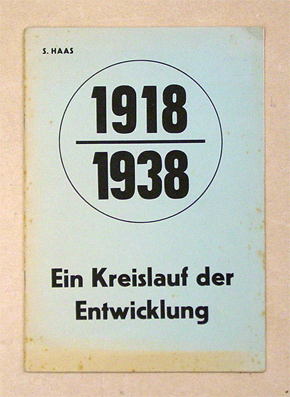 S. HAAS
1918
1938
Ein Kreislauf der
Entwicklung